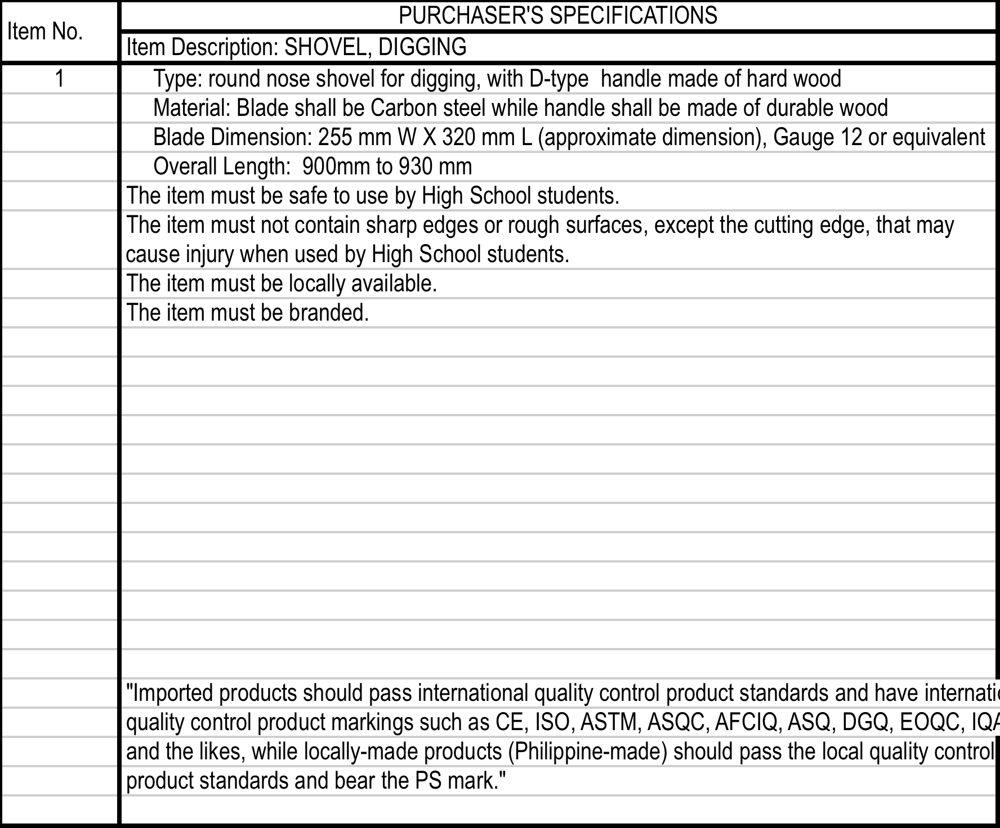 PURCHASER'S SPECIFICATIONS
Item No.
Item Description: SHOVEL, DIGGING
1 Type: round nose shovel for digging, with D-type  handle made of hard wood
Material: Blade shall be Carbon steel while handle shall be made of durable wood
Blade Dimension: 255 mm W X 320 mm L (approximate dimension), Gauge 12 or equivalent
Overall Length:  900mm to 930 mm
The item must be safe to use by High School students.
The item must not contain sharp edges or rough surfaces, except the cutting edge, that may
cause injury when used by High School students.
The item must be locally available.
The item must be branded.
"Imported products should pass international quality control product standards and have
quality control product markings such as CE, ISO, ASTM, ASQC, AFCIQ, ASQ, DGQ, EOQC,
and the likes, while locally-made products (Philippine-made) should pass the local quality control
product standards and bear the PS mark."